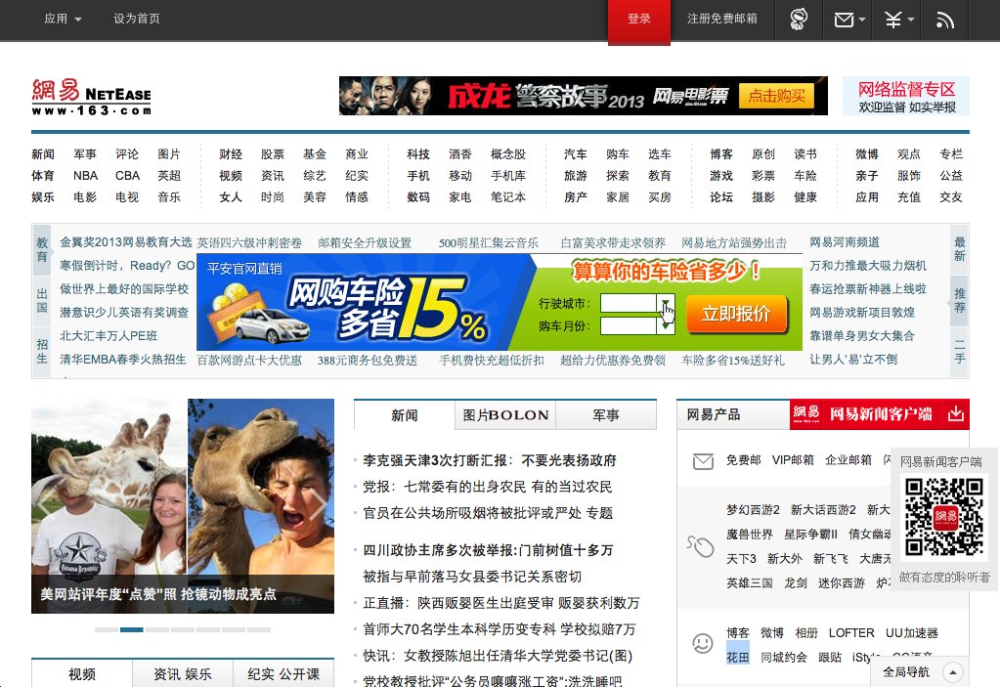 应用 设为首页 登录 注册免费邮箱
網易 NETEASE
www.163.com
成龙 警察故事2013 网易电影票 点击购买
网络监督专区
欢迎监督 如实举报
新闻 军事 评论 图片 财经 股票 基金 商业 科技 酒香 概念股 汽车 购车 选车 博客 原创 读书 微博 观点 专栏
体育 NBA CBA 英超 视频 资讯 综艺 纪实 手机 移动 手机库 旅游 探索 教育 游戏 彩票 车险 亲子 服饰 公益
娱乐 电影 电视 音乐 女人 时尚 美容 情感 数码 家电 笔记本 房产 家居 买房 论坛 摄影 健康 应用 充值 交友
教育
出国
招生
金翼奖2013网易教育大选
寒假倒计时，Ready？GO
做世界上最好的国际学校
潜意识少儿英语有奖调查
北大汇丰万人PE班
清华EMBA春季火热招生
英语四六级冲刺密卷 邮箱安全升级设置 500明星汇集云音乐 白富美求带走求领养 网易地方站强势出击
平安官网直销
网购车险
多省15%
算算你的车险省多少！
行驶城市：
购车月份：
立即报价
百款网游点卡大优惠 388元商务包免费送 手机费快充超低折扣 超给力优惠券免费领 车险多省15%送好礼
网易河南频道
万和力推最大吸力烟机
春运抢票新神器上线啦
网易游戏新项目敦煌
靠谱单身男女大集合
让男人‘易’立不倒
最新
推荐
二手
美网站评年度“点赞”照 抢镜动物成亮点
视频 资讯 娱乐 纪实 公开课
新闻 图片BOLON 军事
李克强天津3次打断汇报：不要光表扬政府
党报：七常委有的出身农民 有的当过农民
官员在公共场所吸烟将被批评或严处 专题
四川政协主席多次被举报:门前树值十多万
被指与早前落马女县委书记关系密切
正直播：陕西贩婴医生出庭受审 贩婴获利数万
首师大70名学生本科学历变专科 学校拟赔7万
快讯：女教授陈旭出任清华大学党委书记(图)
党校教授批评“公务员嚷嚷涨工资”:洗洗睡吧
网易产品 網易 网易新闻客户端
免费邮 VIP邮箱 企业邮箱
梦幻西游2 新大话西游2 新大
魔兽世界 星际争霸II 倩女幽
天下3 新大外 新飞飞 大唐无
英雄三国 龙剑 迷你西游
博客 微博 相册 LOFTER UU加速器
花田 同城约会 跟贴
网易新闻客户端
網易
做有态度的聆听者
全局导航